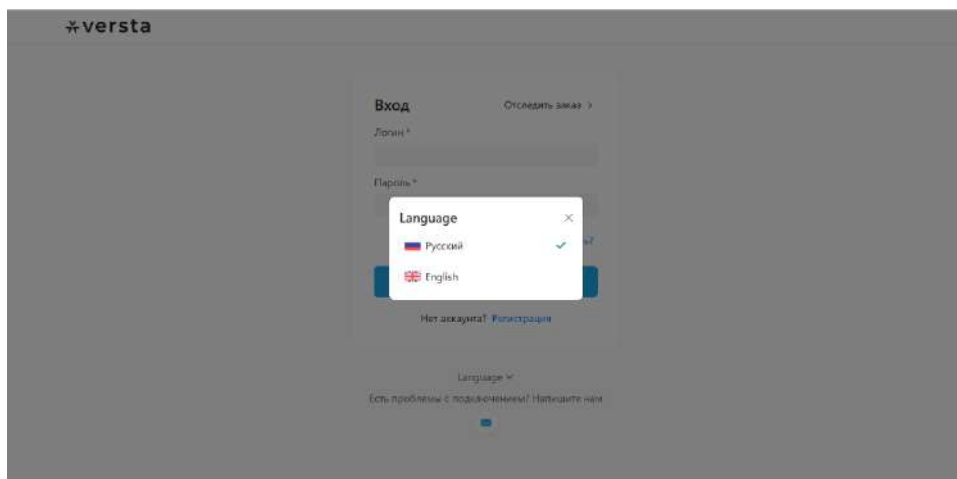 versta
Вход
Отследить заказ >
Логин *
Пароль *
Language
Русский
English
ь?
Нет аккаунта? Регистрация
Language
Есть проблемы с подключением? Напишите нам